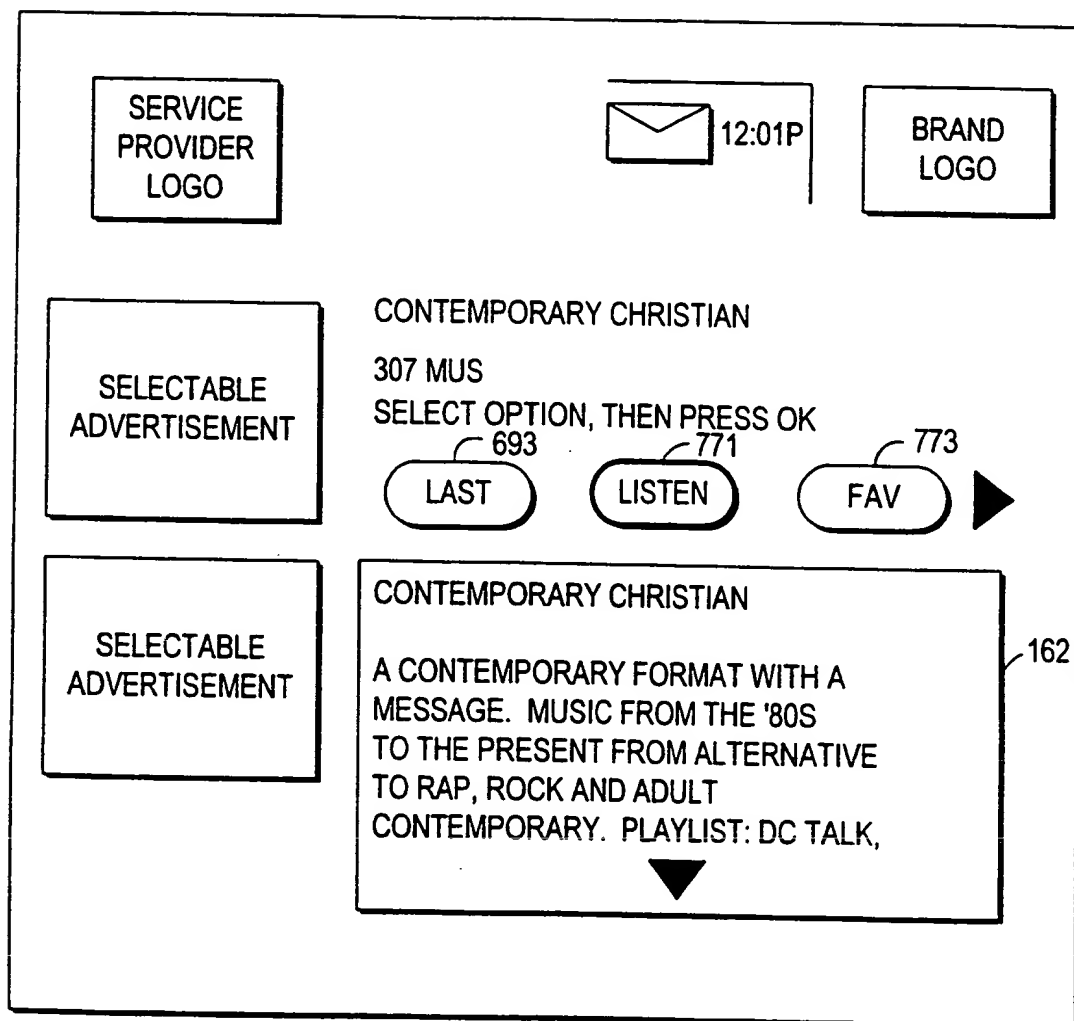 SERVICE
PROVIDER
LOGO
12:01P
BRAND
LOGO
SELECTABLE
ADVERTISEMENT
CONTEMPORARY CHRISTIAN
307 MUS
SELECT OPTION, THEN PRESS OK
693
771
773
LAST
LISTEN
FAV
SELECTABLE
ADVERTISEMENT
CONTEMPORARY CHRISTIAN
A CONTEMPORARY FORMAT WITH A
MESSAGE. MUSIC FROM THE '80S
TO THE PRESENT FROM ALTERNATIVE
TO RAP, ROCK AND ADULT
CONTEMPORARY. PLAYLIST: DC TALK,
162